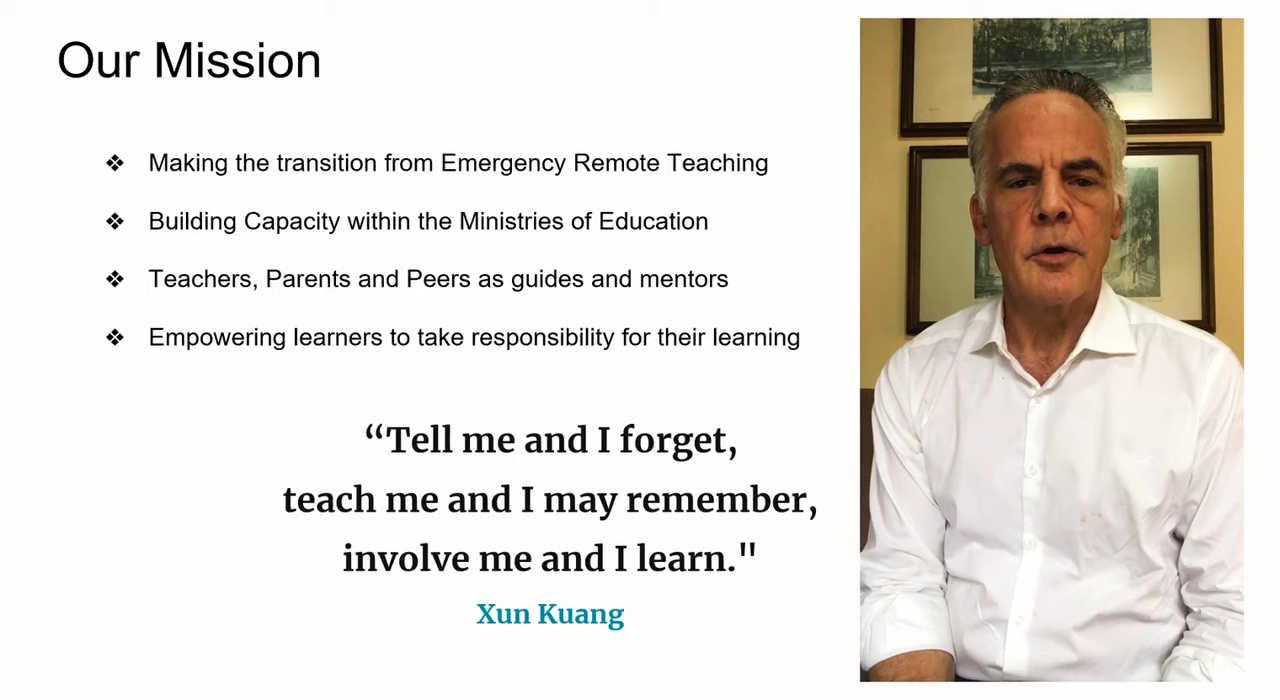 Our Mission
❖ Making the transition from Emergency Remote Teaching
❖ Building Capacity within the Ministries of Education
❖ Teachers, Parents and Peers as guides and mentors
❖ Empowering learners to take responsibility for their learning
“Tell me and I forget,
teach me and I may remember,
involve me and I learn."
Xun Kuang